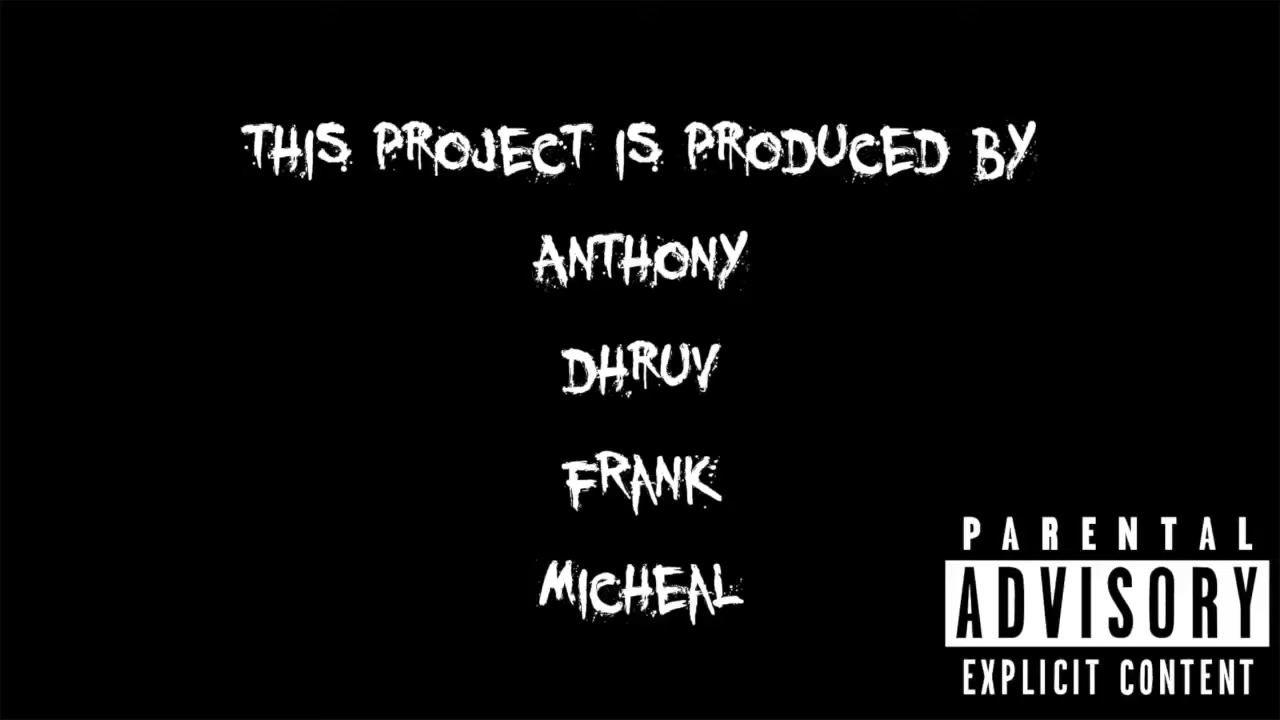 THIS PROJECT IS PRODUCED BY
ANTHONY
DHRUV
FRANK
MICHEAL
PARENTAL
ADVISORY
EXPLICIT CONTENT